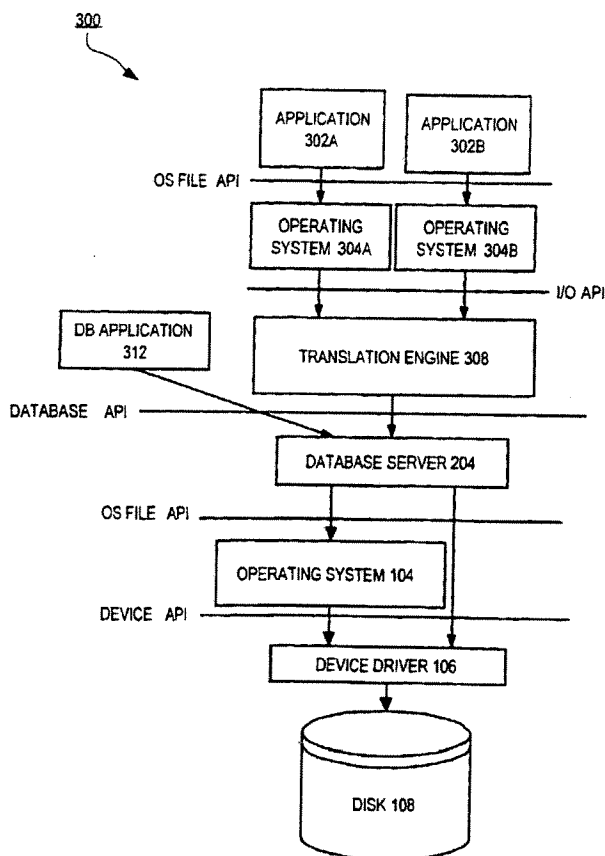 300
APPLICATION
302A
APPLICATION
302B
OS FILE API
OPERATING
SYSTEM 304A
OPERATING
SYSTEM 304B
I/O API
DB APPLICATION
312
TRANSLATION ENGINE 308
DATABASE API
DATABASE SERVER 204
OS FILE API
OPERATING SYSTEM 104
DEVICE API
DEVICE DRIVER 106
DISK 108